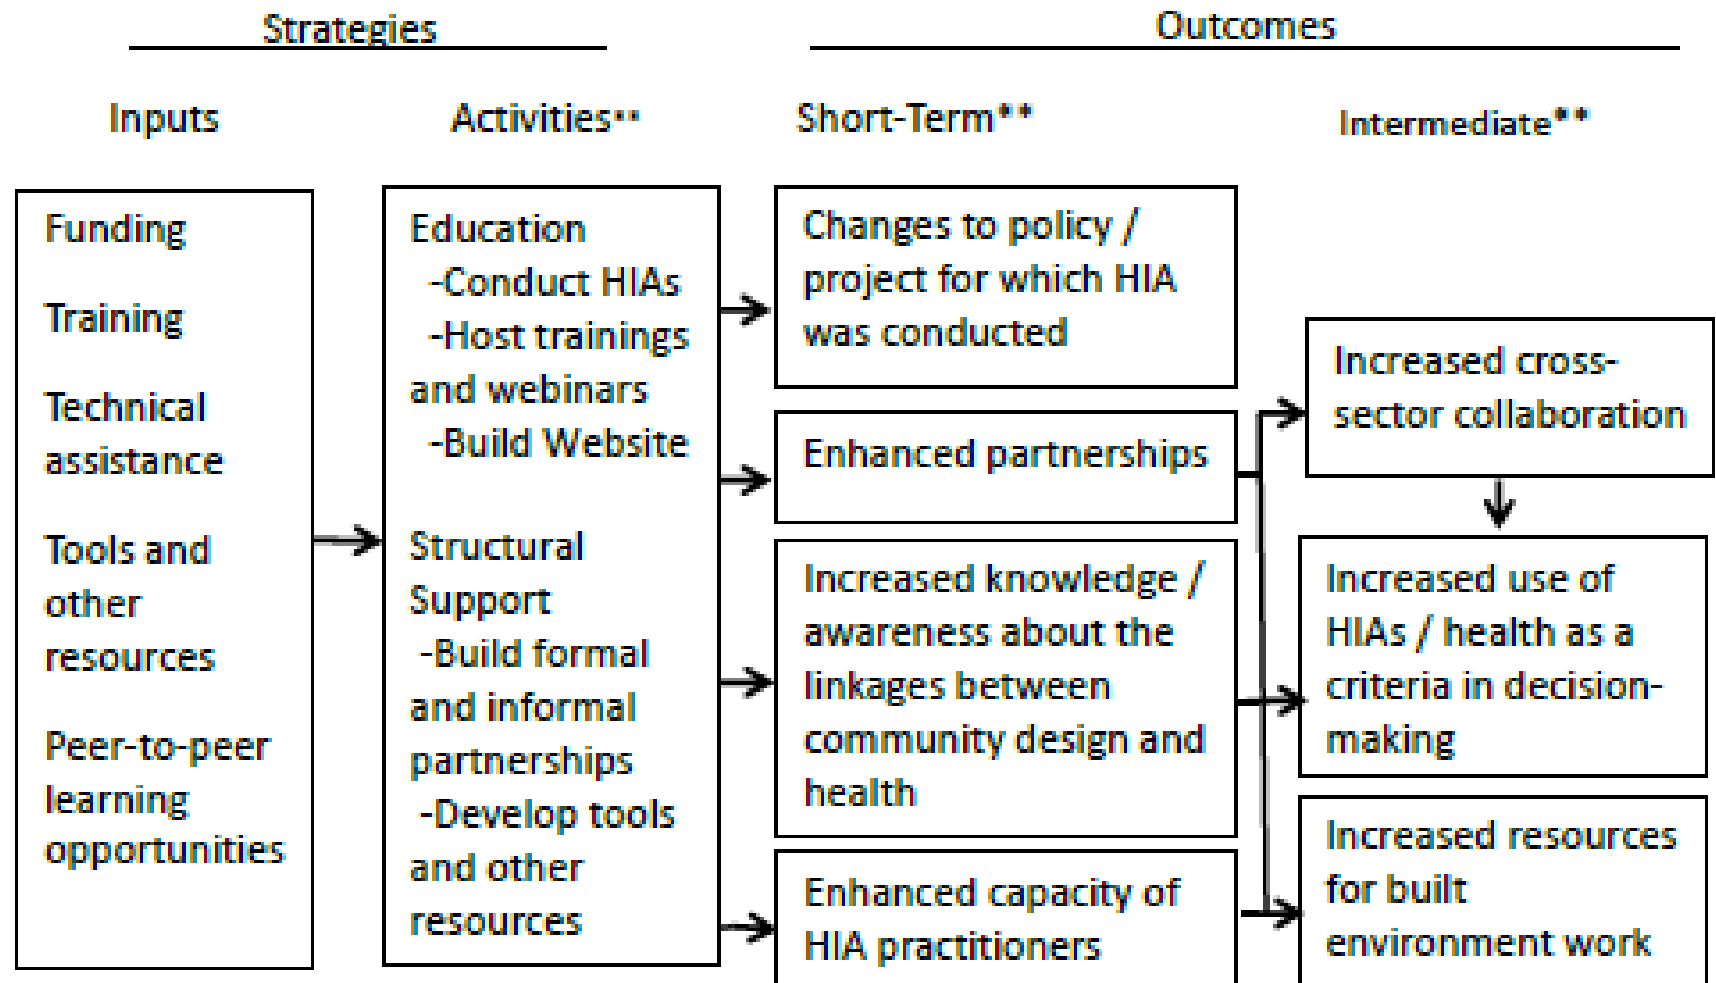 Strategies
Outcomes
Inputs
Activities**
Short-Term**
Intermediate**
Funding
Training
Technical
assistance
Tools and
other
resources
Peer-to-peer
learning
opportunities
Education
-Conduct HIAs
-Host trainings
and webinars
-Build Website
Structural
Support
-Build formal
and informal
partnerships
-Develop tools
and other
resources
Changes to policy /
project for which HIA
was conducted
Enhanced partnerships
Increased knowledge /
awareness about the
linkages between
community design and
health
Enhanced capacity of
HIA practitioners
Increased cross-
sector collaboration
Increased use of
HIAs / health as a
criteria in decision-
making
Increased resources
for built
environment work